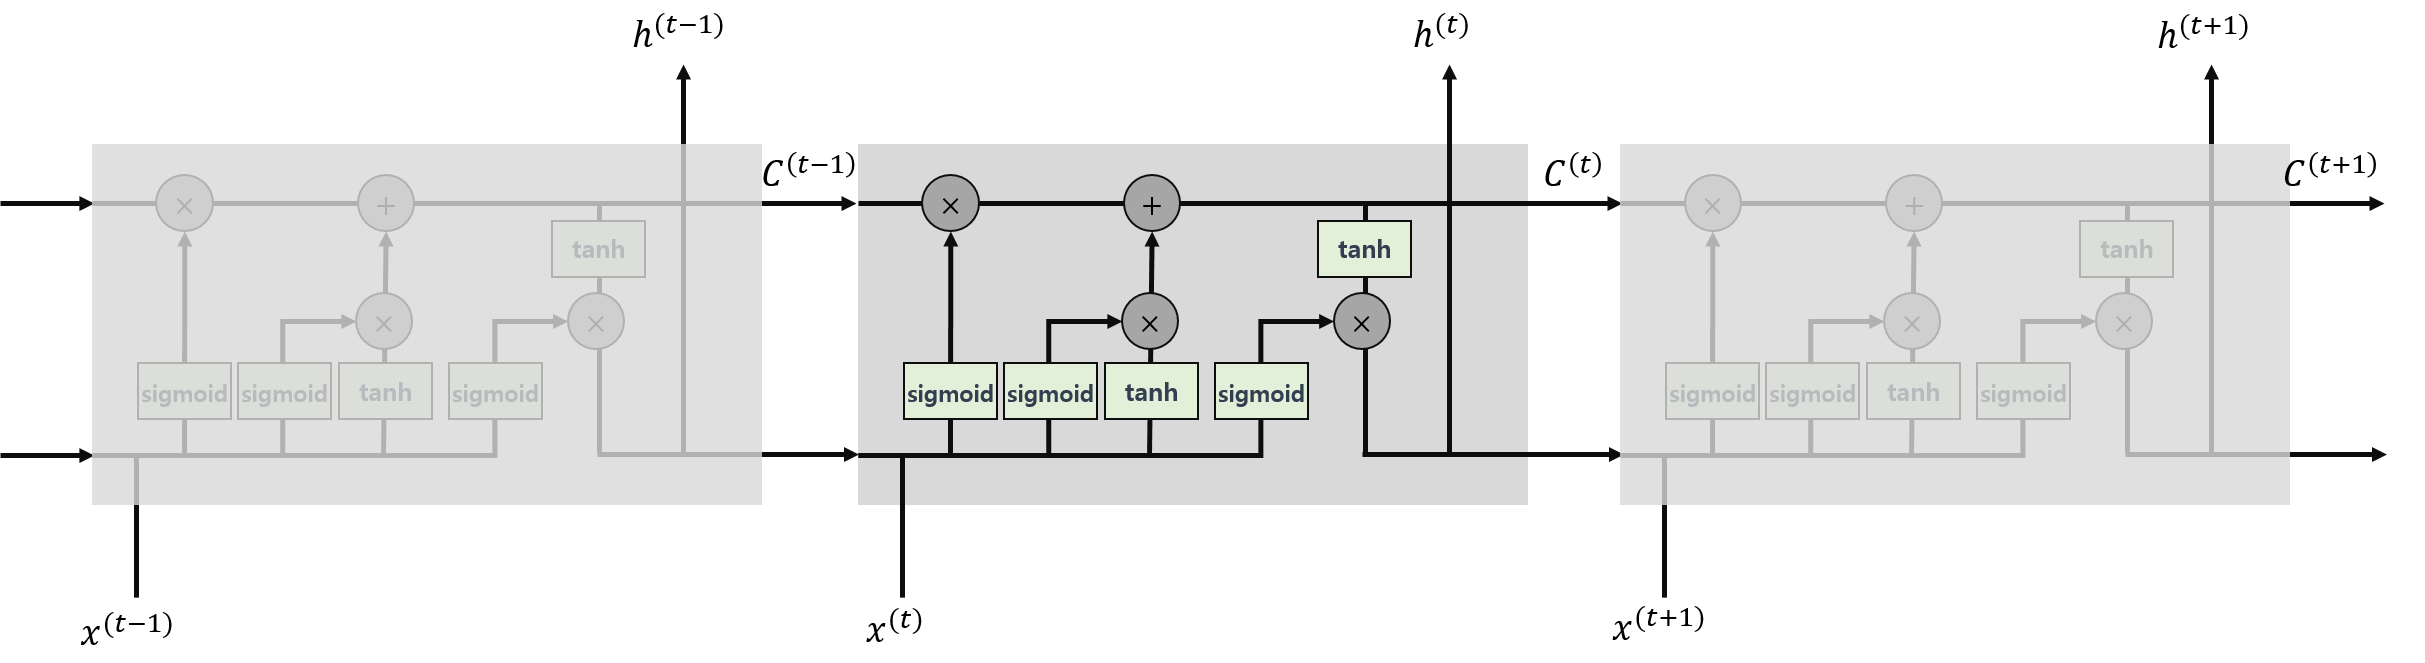 h^(t−1) h^(t) h^(t+1)
C^(t−1) C^(t) C^(t+1)
× + × + × +
tanh tanh tanh
× × × × × ×
sigmoid sigmoid tanh sigmoid sigmoid sigmoid tanh sigmoid sigmoid sigmoid tanh sigmoid
x^(t−1) x^(t) x^(t+1)